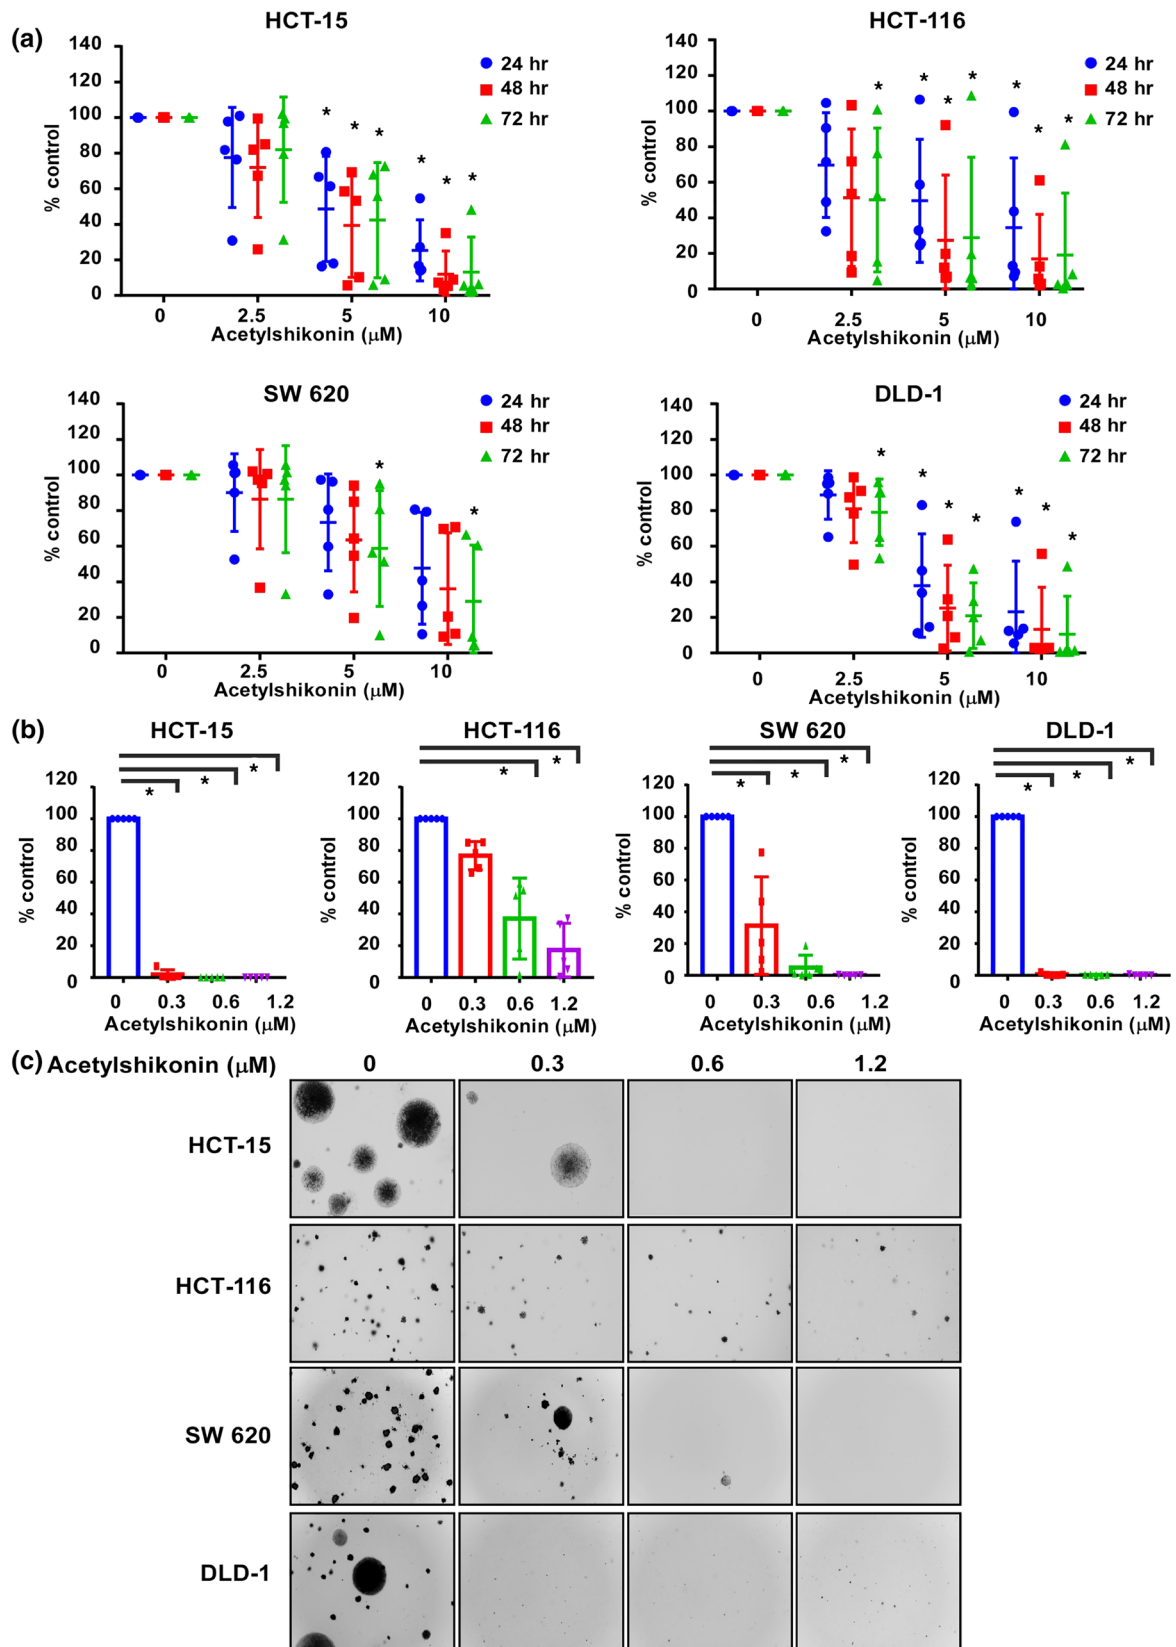 (a)
HCT-15
140
120
100
80
60
40
20
0
% control
0 2.5 5 10
Acetylshikonin (µM)
24 hr
48 hr
72 hr
* * * * * *
HCT-116
140
120
100
80
60
40
20
0
% control
0 2.5 5 10
Acetylshikonin (µM)
24 hr
48 hr
72 hr
* * * * * * *
SW 620
140
120
100
80
60
40
20
0
% control
0 2.5 5 10
Acetylshikonin (µM)
24 hr
48 hr
72 hr
* *
DLD-1
140
120
100
80
60
40
20
0
% control
0 2.5 5 10
Acetylshikonin (µM)
24 hr
48 hr
72 hr
* * * * * * *
(b)
HCT-15
* * *
120
100
80
60
40
20
0
% control
0 0.3 0.6 1.2
Acetylshikonin (µM)
HCT-116
* *
120
100
80
60
40
20
0
% control
0 0.3 0.6 1.2
Acetylshikonin (µM)
SW 620
* * *
120
100
80
60
40
20
0
% control
0 0.3 0.6 1.2
Acetylshikonin (µM)
DLD-1
* * *
120
100
80
60
40
20
0
% control
0 0.3 0.6 1.2
Acetylshikonin (µM)
(c) Acetylshikonin (µM) 0 0.3 0.6 1.2
HCT-15
HCT-116
SW 620
DLD-1